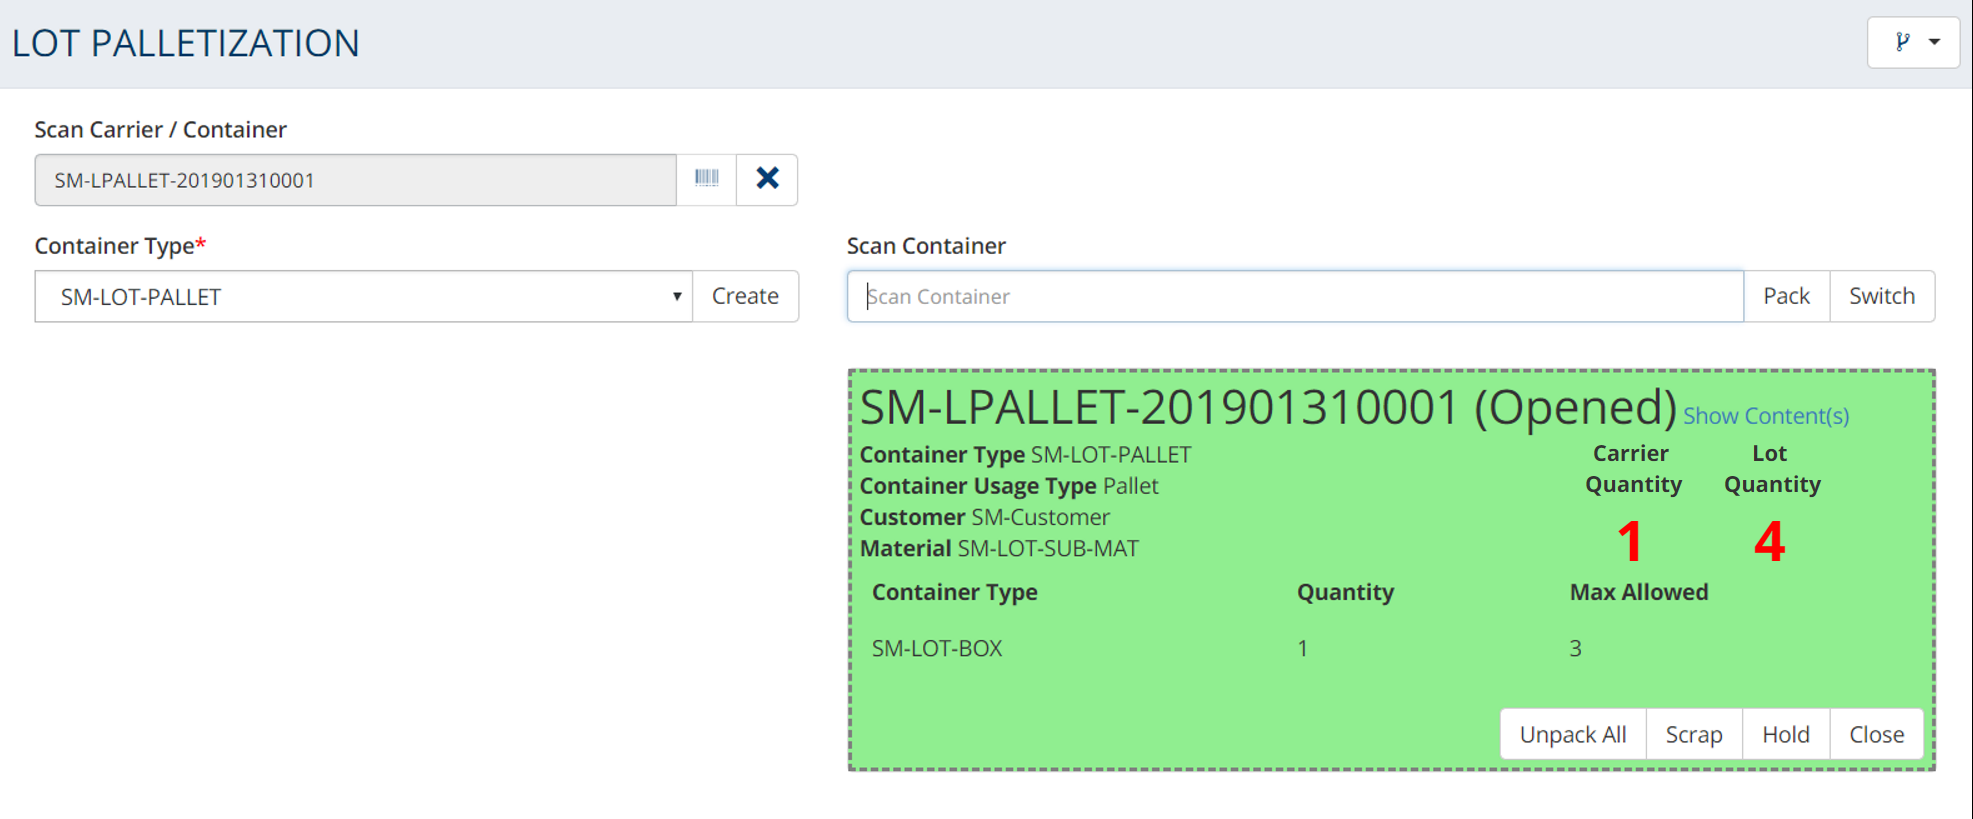 LOT PALLETIZATION
Scan Carrier / Container
SM-LPALLET-201901310001
Container Type*
SM-LOT-PALLET
Create
Scan Container
Scan Container
Pack
Switch
SM-LPALLET-201901310001 (Opened) Show Content(s)
Container Type SM-LOT-PALLET
Container Usage Type Pallet
Customer SM-Customer
Material SM-LOT-SUB-MAT
Carrier
Quantity
1
Lot
Quantity
4
Container Type Quantity Max Allowed
SM-LOT-BOX 1 3
Unpack All Scrap Hold Close